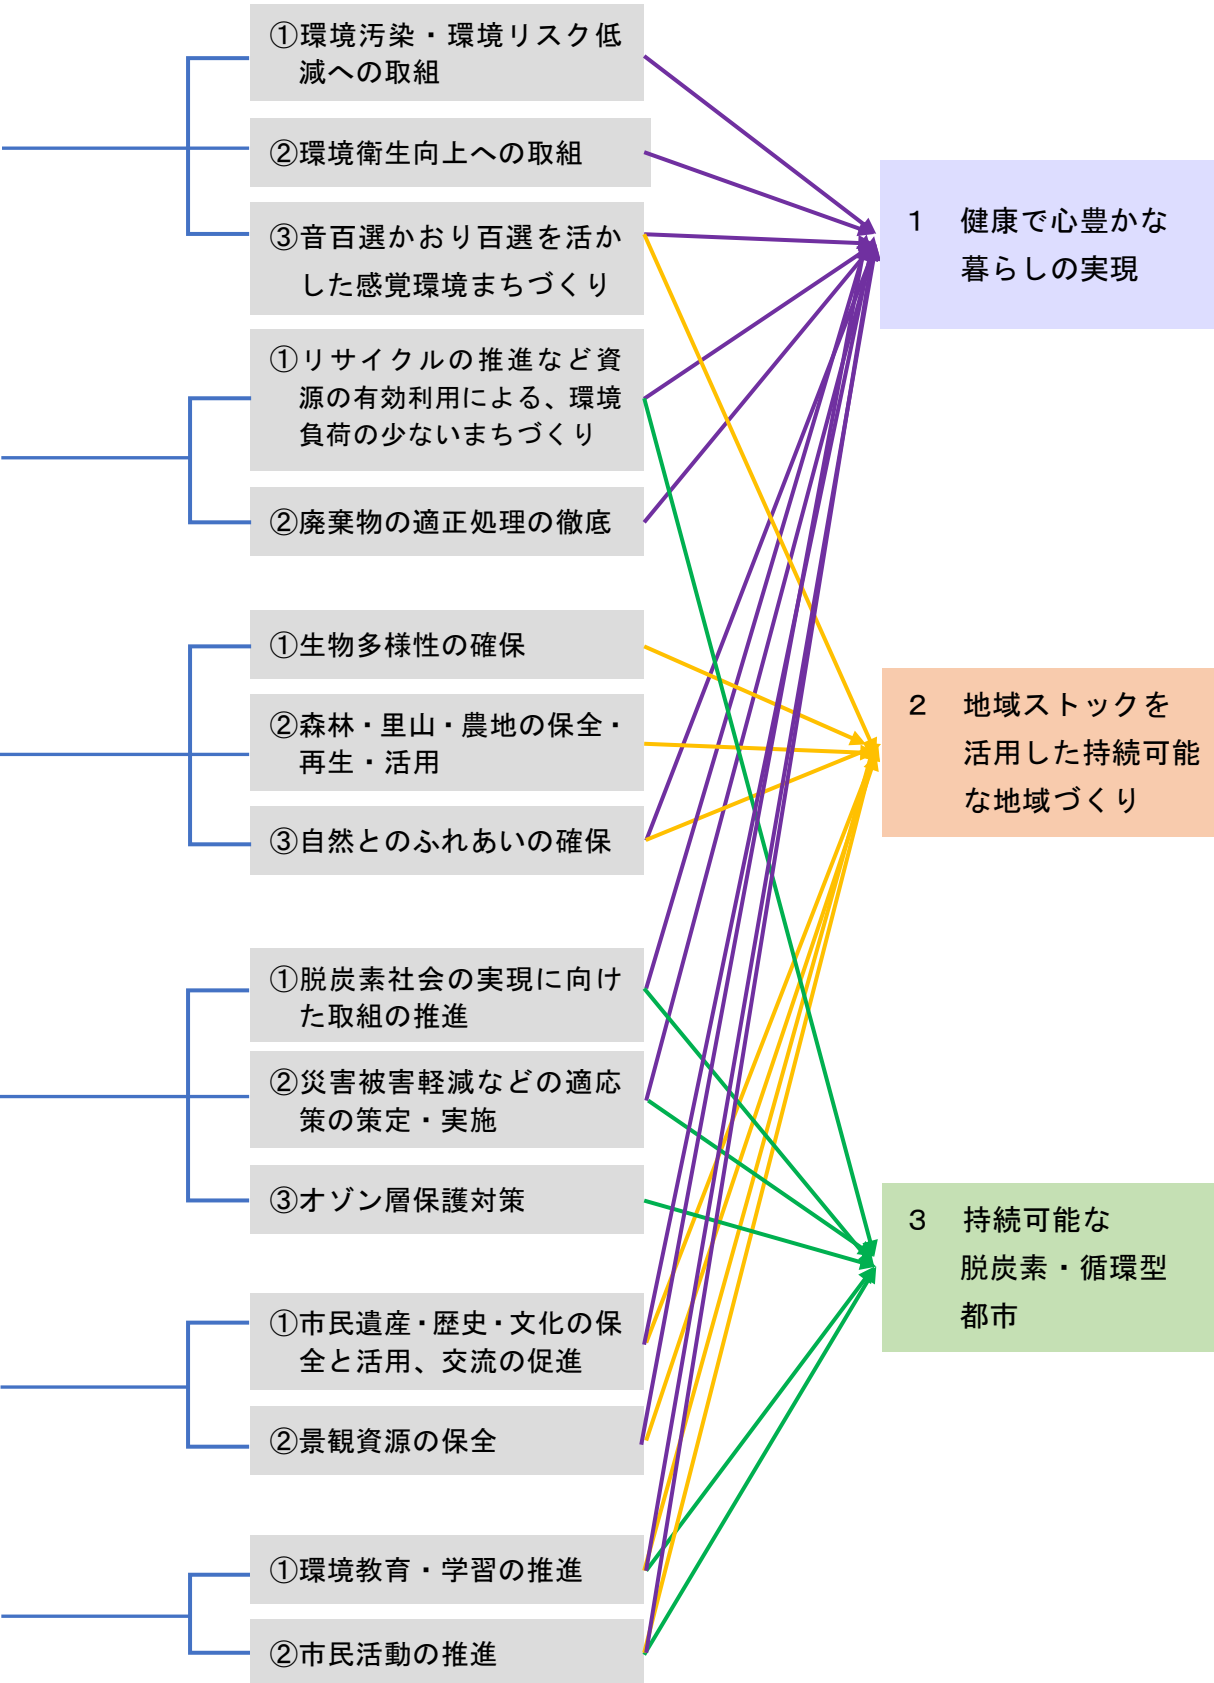 ①環境汚染・環境リスク低
減への取組
②環境衛生向上への取組
③音百選かおり百選を活か
した感覚環境まちづくり
①リサイクルの推進など資
源の有効利用による、環境
負荷の少ないまちづくり
②廃棄物の適正処理の徹底
①生物多様性の確保
②森林・里山・農地の保全・
再生・活用
③自然とのふれあいの確保
①脱炭素社会の実現に向け
た取組の推進
②災害被害軽減などの適応
策の策定・実施
③オゾン層保護対策
①市民遺産・歴史・文化の保
全と活用、交流の促進
②景観資源の保全
①環境教育・学習の推進
②市民活動の推進
1　健康で心豊かな
暮らしの実現
2　地域ストックを
活用した持続可能
な地域づくり
3　持続可能な
脱炭素・循環型
都市